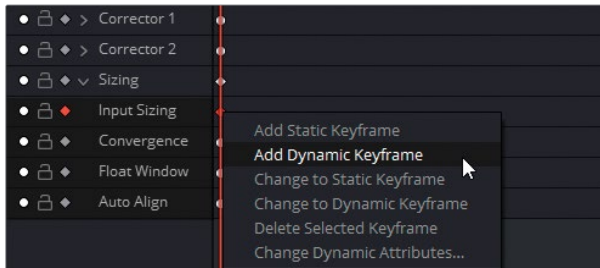 Corrector 1
Corrector 2
Sizing
Input Sizing
Convergence
Float Window
Auto Align
Add Static Keyframe
Add Dynamic Keyframe
Change to Static Keyframe
Change to Dynamic Keyframe
Delete Selected Keyframe
Change Dynamic Attributes...